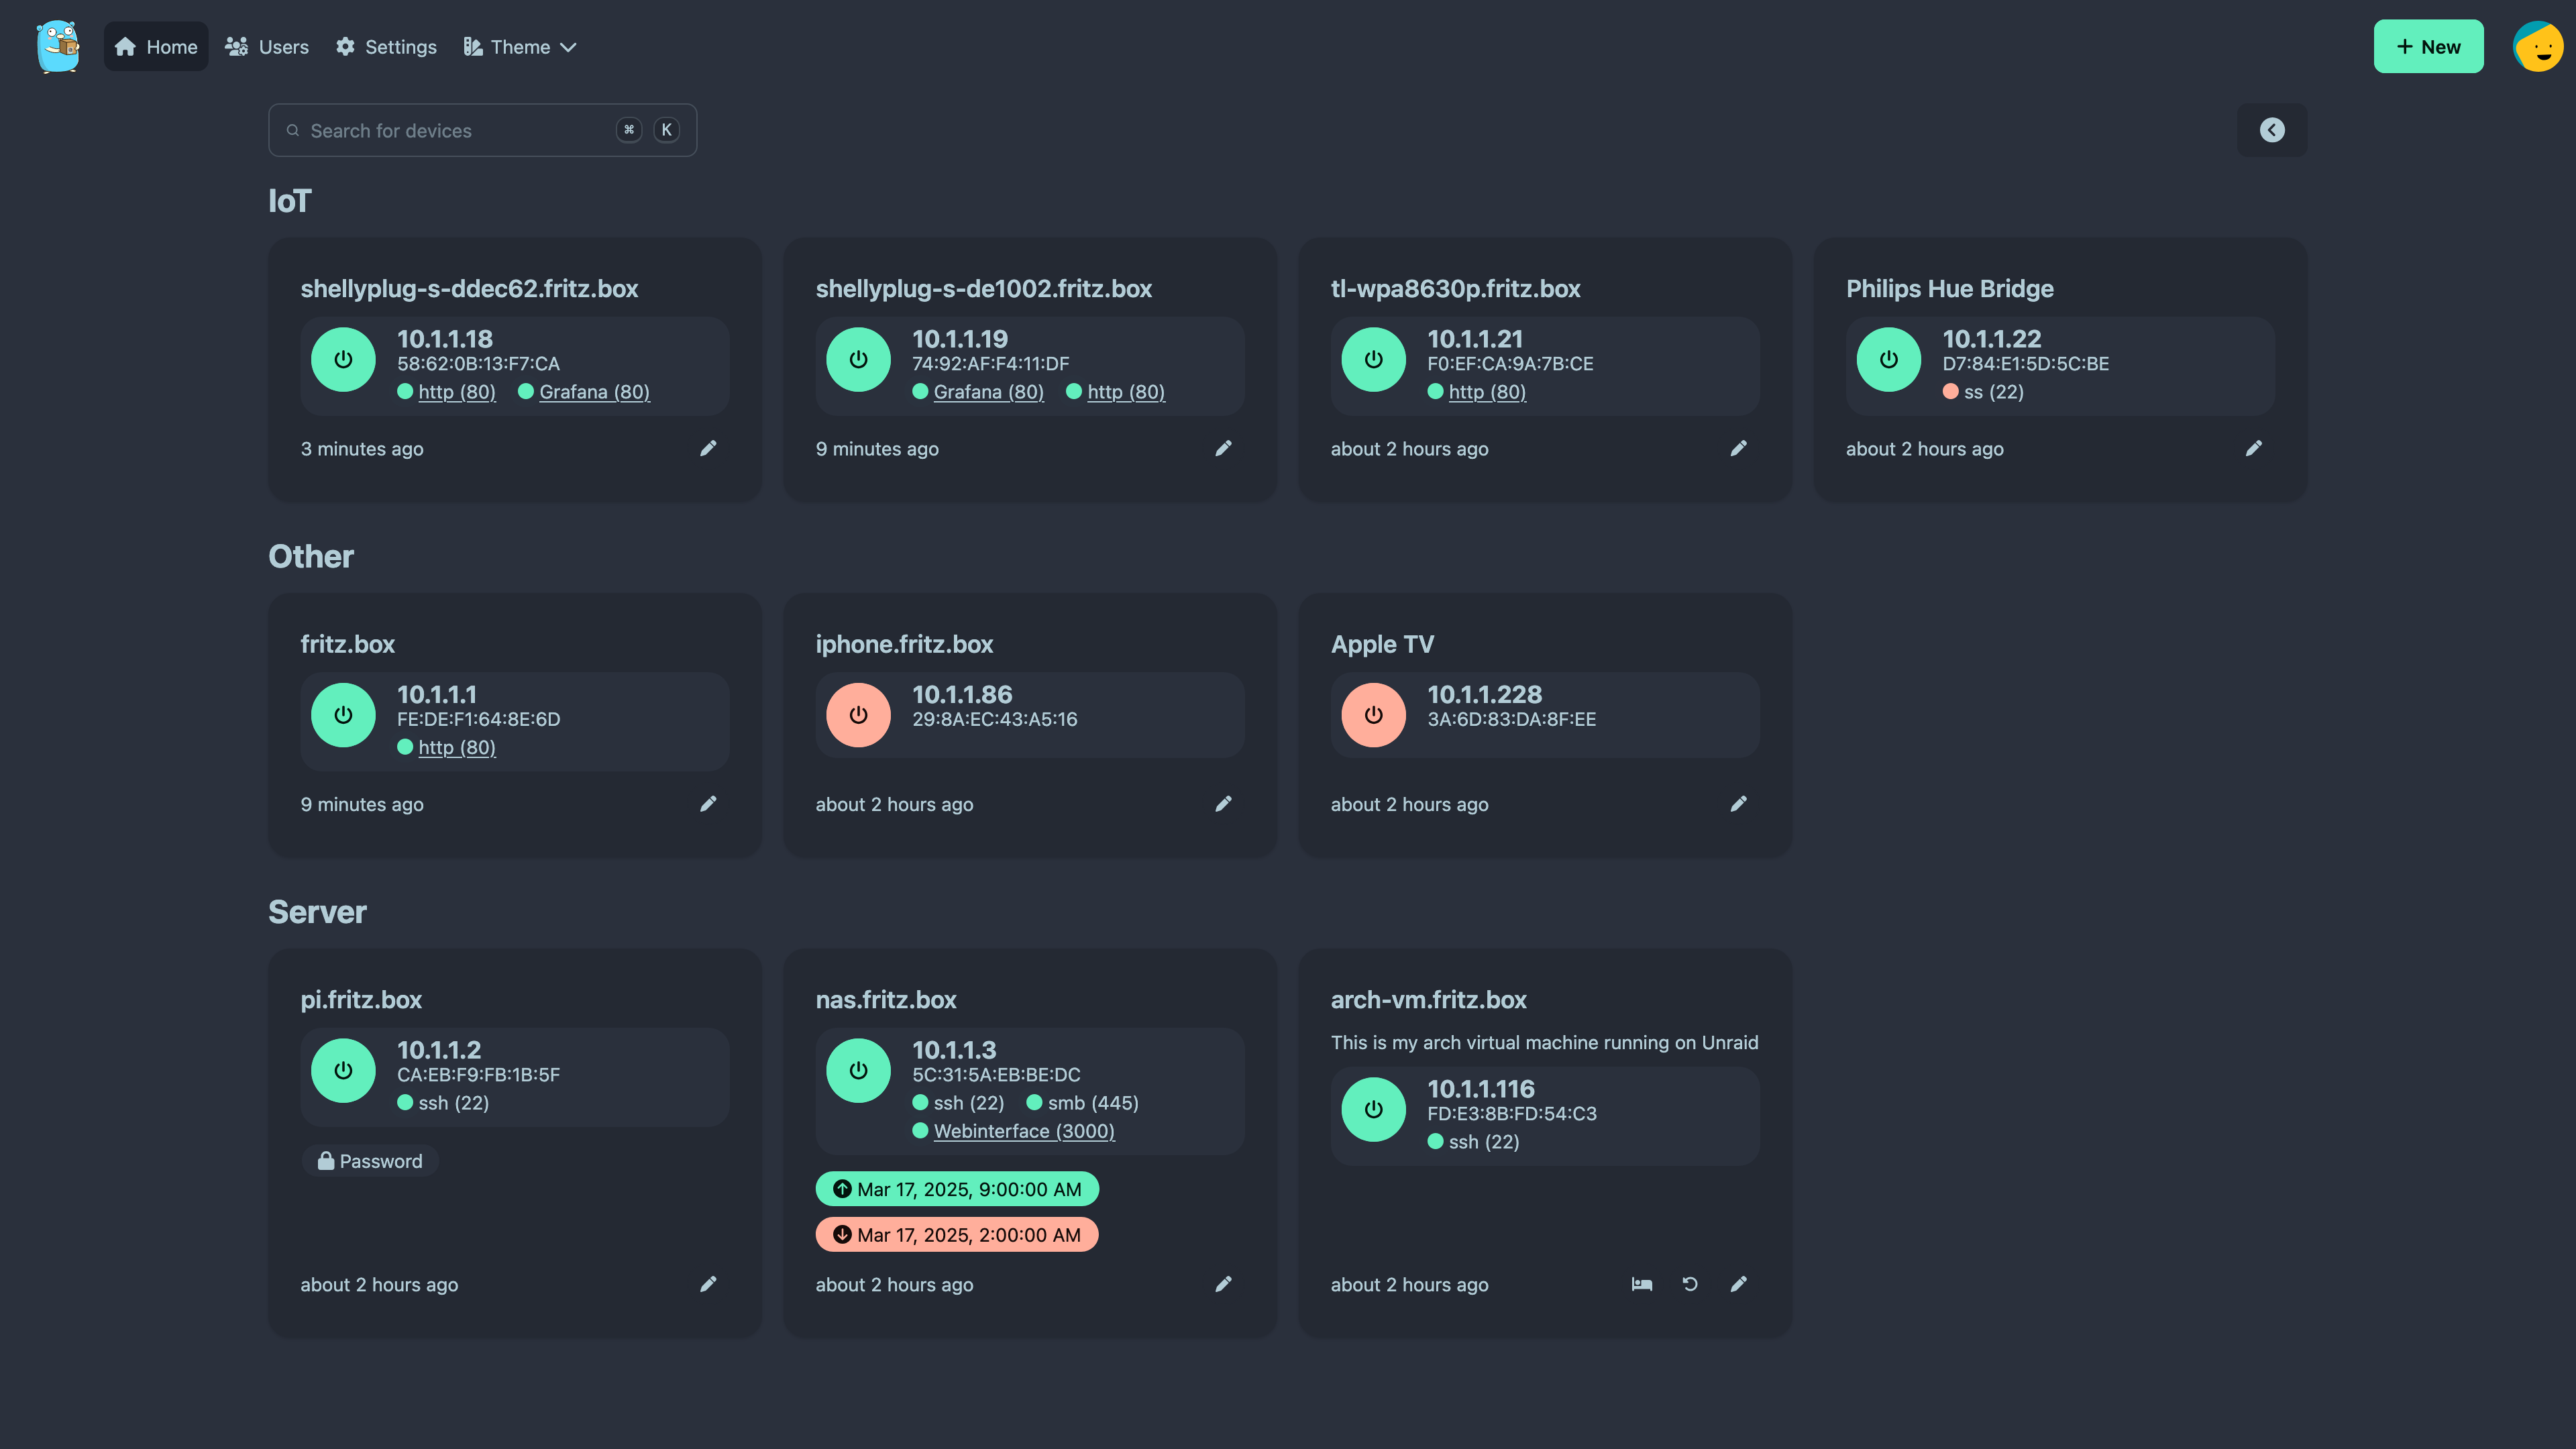 Home Users Settings Theme + New
Search for devices ⌘ K
IoT
shellyplug-s-ddec62.fritz.box
10.1.1.18
58:62:0B:13:F7:CA
http (80) Grafana (80)
3 minutes ago
shellyplug-s-de1002.fritz.box
10.1.1.19
74:92:AF:F4:11:DF
Grafana (80) http (80)
9 minutes ago
tl-wpa8630p.fritz.box
10.1.1.21
F0:EF:CA:9A:7B:CE
http (80)
about 2 hours ago
Philips Hue Bridge
10.1.1.22
D7:84:E1:5D:5C:BE
ss (22)
about 2 hours ago
Other
fritz.box
10.1.1.1
FE:DE:F1:64:8E:6D
http (80)
9 minutes ago
iphone.fritz.box
10.1.1.86
29:8A:EC:43:A5:16
about 2 hours ago
Apple TV
10.1.1.228
3A:6D:83:DA:8F:EE
about 2 hours ago
Server
pi.fritz.box
10.1.1.2
CA:EB:F9:FB:1B:5F
ssh (22)
Password
about 2 hours ago
nas.fritz.box
10.1.1.3
5C:31:5A:EB:BE:DC
ssh (22) smb (445)
Webinterface (3000)
Mar 17, 2025, 9:00:00 AM
Mar 17, 2025, 2:00:00 AM
about 2 hours ago
arch-vm.fritz.box
This is my arch virtual machine running on Unraid
10.1.1.116
FD:E3:8B:FD:54:C3
ssh (22)
about 2 hours ago